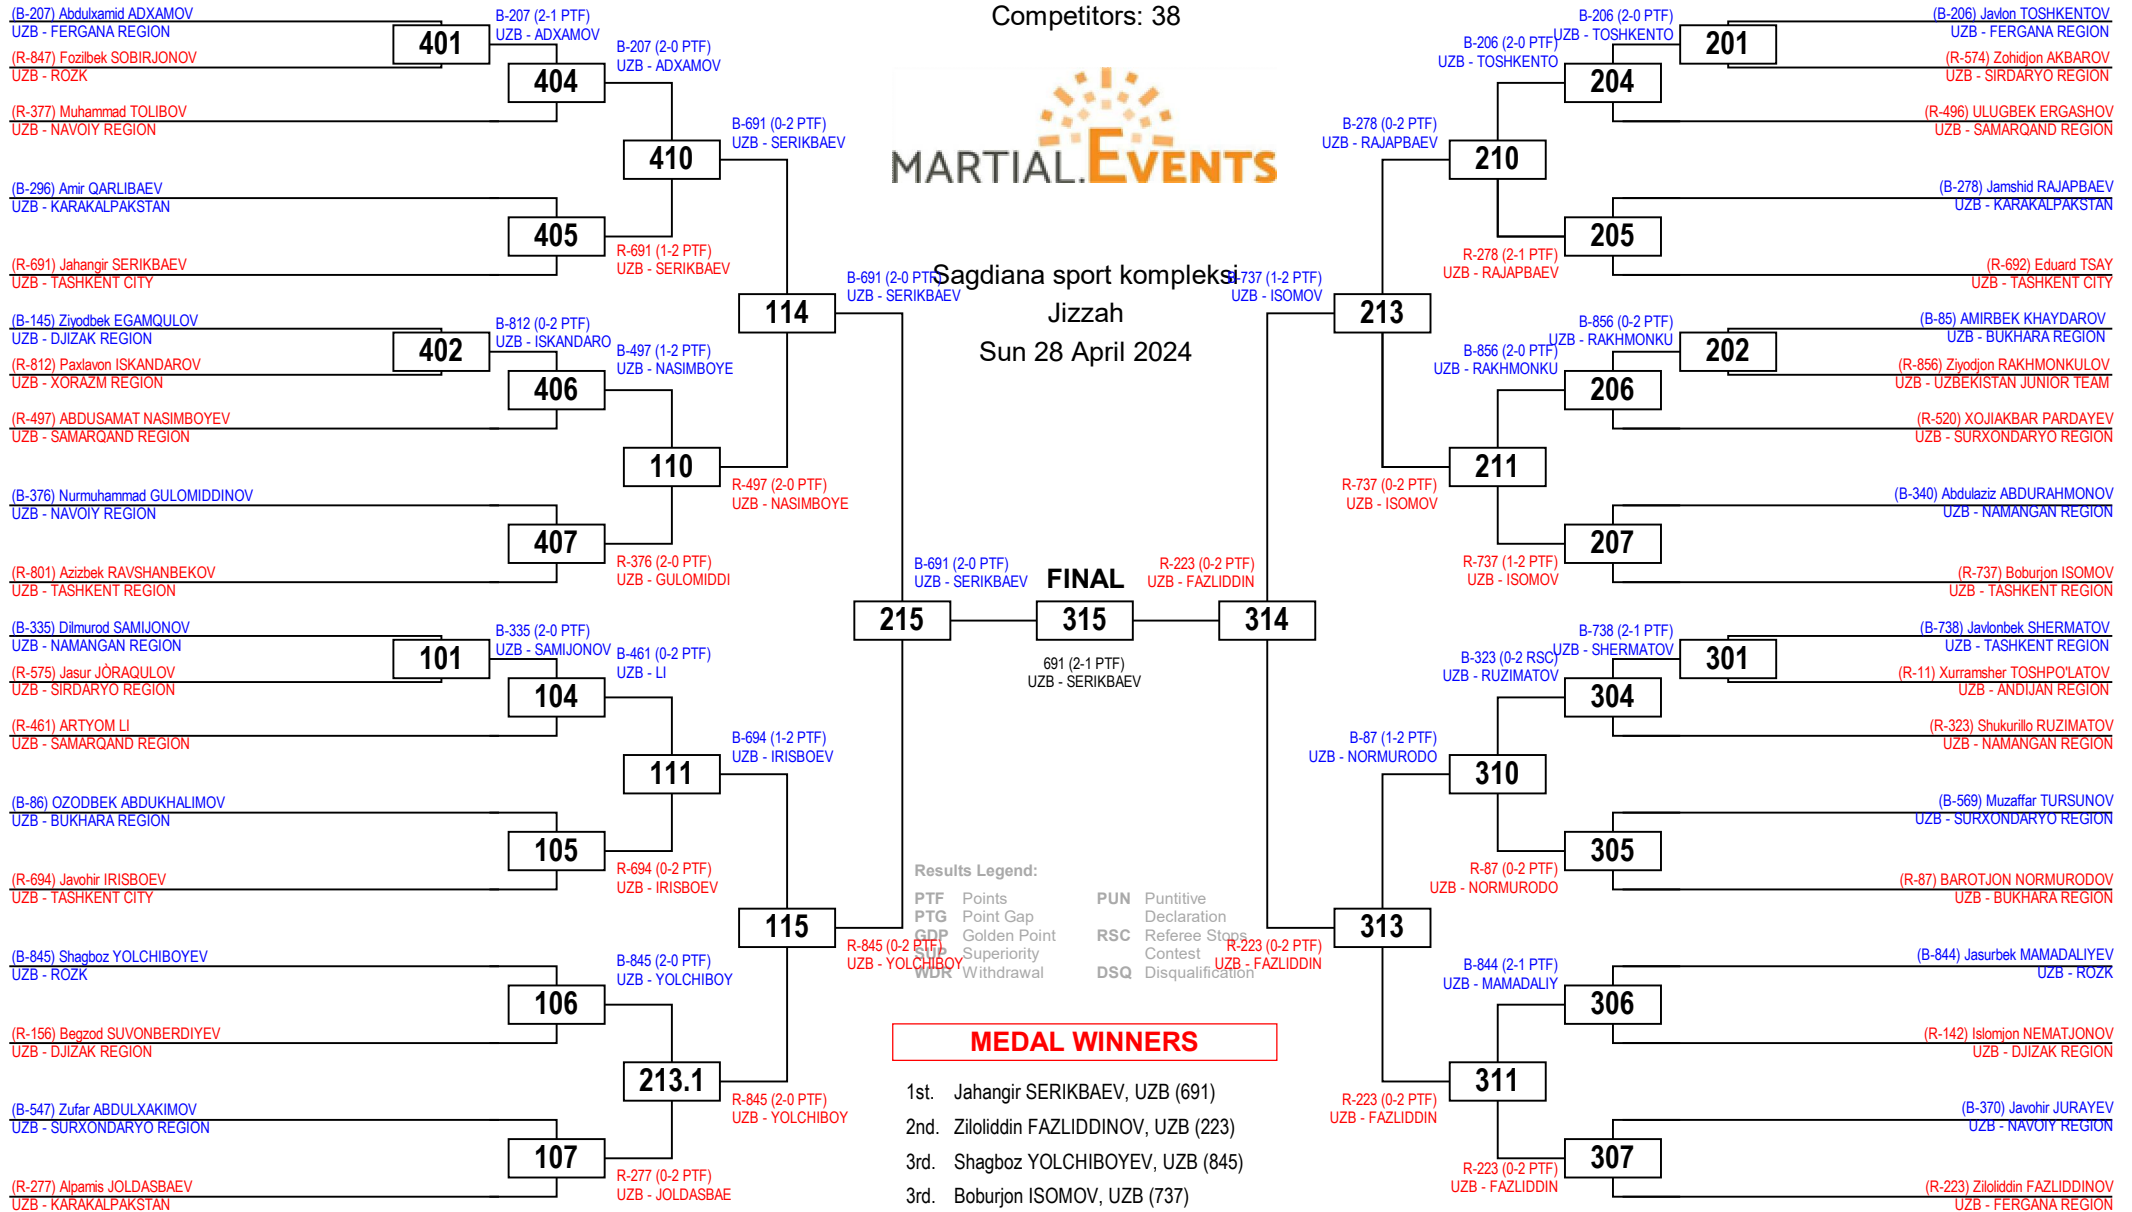 (B-207) Abdulxamid ADXAMOV
UZB - FERGANA REGION
(R-847) Fozilbek SOBIRJONOV
UZB - ROZK
(R-377) Muhammad TOLIBOV
UZB - NAVOIY REGION
(B-296) Amir QARLIBAEV
UZB - KARAKALPAKSTAN
(R-691) Jahangir SERIKBAEV
UZB - TASHKENT CITY
(B-145) Ziyodbek EGAMQULOV
UZB - DJIZAK REGION
(R-812) Paxlavon ISKANDAROV
UZB - XORAZM REGION
(R-497) ABDUSAMAT NASIMBOYEV
UZB - SAMARQAND REGION
(B-376) Nurmuhammad GULOMIDDINOV
UZB - NAVOIY REGION
(R-801) Azizbek RAVSHANBEKOV
UZB - TASHKENT REGION
(B-335) Dilmurod SAMIJONOV
UZB - NAMANGAN REGION
(R-575) Jasur JÒRAQULOV
UZB - SIRDARYO REGION
(R-461) ARTYOM LI
UZB - SAMARQAND REGION
(B-86) OZODBEK ABDUKHALIMOV
UZB - BUKHARA REGION
(R-694) Javohir IRISBOEV
UZB - TASHKENT CITY
(B-845) Shagboz YOLCHIBOYEV
UZB - ROZK
(R-156) Begzod SUVONBERDIYEV
UZB - DJIZAK REGION
(B-547) Zufar ABDULXAKIMOV
UZB - SURXONDARYO REGION
(R-277) Alpamis JOLDASBAEV
UZB - KARAKALPAKSTAN
401
402
101
B-207 (2-1 PTF)
UZB - ADXAMOV
B-812 (0-2 PTF)
UZB - ISKANDARO
B-335 (2-0 PTF)
UZB - SAMIJONOV
404
405
406
407
104
105
106
107
B-207 (2-0 PTF)
UZB - ADXAMOV
R-691 (1-2 PTF)
UZB - SERIKBAEV
B-497 (1-2 PTF)
UZB - NASIMBOYE
R-376 (2-0 PTF)
UZB - GULOMIDDI
B-461 (0-2 PTF)
UZB - LI
R-694 (0-2 PTF)
UZB - IRISBOEV
B-845 (2-0 PTF)
UZB - YOLCHIBOY
R-277 (0-2 PTF)
UZB - JOLDASBAE
410
110
111
213.1
B-691 (0-2 PTF)
UZB - SERIKBAEV
R-497 (2-0 PTF)
UZB - NASIMBOYE
B-694 (1-2 PTF)
UZB - IRISBOEV
R-845 (2-0 PTF)
UZB - YOLCHIBOY
114
115
B-691 (2-0 PTF)
UZB - SERIKBAEV
R-845 (0-2 PTF)
UZB - YOLCHIBOY
215
B-691 (2-0 PTF)
UZB - SERIKBAEV
Competitors: 38
MARTIAL.EVENTS
Sagdiana sport kompleksi
Jizzah
Sun 28 April 2024
FINAL
315
691 (2-1 PTF)
UZB - SERIKBAEV
Results Legend:
PTF Points
PTG Point Gap
GDP Golden Point
SUP Superiority
WDR Withdrawal
PUN Puntitive
Declaration
RSC Referee Stops
Contest
DSQ Disqualification
MEDAL WINNERS
1st. Jahangir SERIKBAEV, UZB (691)
2nd. Ziloliddin FAZLIDDINOV, UZB (223)
3rd. Shagboz YOLCHIBOYEV, UZB (845)
3rd. Boburjon ISOMOV, UZB (737)
R-223 (0-2 PTF)
UZB - FAZLIDDIN
314
B-737 (1-2 PTF)
UZB - ISOMOV
R-223 (0-2 PTF)
UZB - FAZLIDDIN
213
313
B-278 (0-2 PTF)
UZB - RAJAPBAEV
R-737 (0-2 PTF)
UZB - ISOMOV
B-87 (1-2 PTF)
UZB - NORMURODO
R-223 (0-2 PTF)
UZB - FAZLIDDIN
210
211
310
311
B-206 (2-0 PTF)
UZB - TOSHKENTO
R-278 (2-1 PTF)
UZB - RAJAPBAEV
B-856 (2-0 PTF)
UZB - RAKHMONKU
R-737 (1-2 PTF)
UZB - ISOMOV
B-323 (0-2 RSC)
UZB - RUZIMATOV
R-87 (0-2 PTF)
UZB - NORMURODO
B-844 (2-1 PTF)
UZB - MAMADALIY
R-223 (0-2 PTF)
UZB - FAZLIDDIN
204
205
206
207
304
305
306
307
B-206 (2-0 PTF)
UZB - TOSHKENTO
B-856 (0-2 PTF)
UZB - RAKHMONKU
B-738 (2-1 PTF)
UZB - SHERMATOV
201
202
301
(B-206) Javlon TOSHKENTOV
UZB - FERGANA REGION
(R-574) Zohidjon AKBAROV
UZB - SIRDARYO REGION
(R-496) ULUGBEK ERGASHOV
UZB - SAMARQAND REGION
(B-278) Jamshid RAJAPBAEV
UZB - KARAKALPAKSTAN
(R-692) Eduard TSAY
UZB - TASHKENT CITY
(B-85) AMIRBEK KHAYDAROV
UZB - BUKHARA REGION
(R-856) Ziyodjon RAKHMONKULOV
UZB - UZBEKISTAN JUNIOR TEAM
(R-520) XOJIAKBAR PARDAYEV
UZB - SURXONDARYO REGION
(B-340) Abdulaziz ABDURAHMONOV
UZB - NAMANGAN REGION
(R-737) Boburjon ISOMOV
UZB - TASHKENT REGION
(B-738) Javlonbek SHERMATOV
UZB - TASHKENT REGION
(R-11) Xurramsher TOSHPO'LATOV
UZB - ANDIJAN REGION
(R-323) Shukurillo RUZIMATOV
UZB - NAMANGAN REGION
(B-569) Muzaffar TURSUNOV
UZB - SURXONDARYO REGION
(R-87) BAROTJON NORMURODOV
UZB - BUKHARA REGION
(B-844) Jasurbek MAMADALIYEV
UZB - ROZK
(R-142) Islomjon NEMATJONOV
UZB - DJIZAK REGION
(B-370) Javohir JURAYEV
UZB - NAVOIY REGION
(R-223) Ziloliddin FAZLIDDINOV
UZB - FERGANA REGION